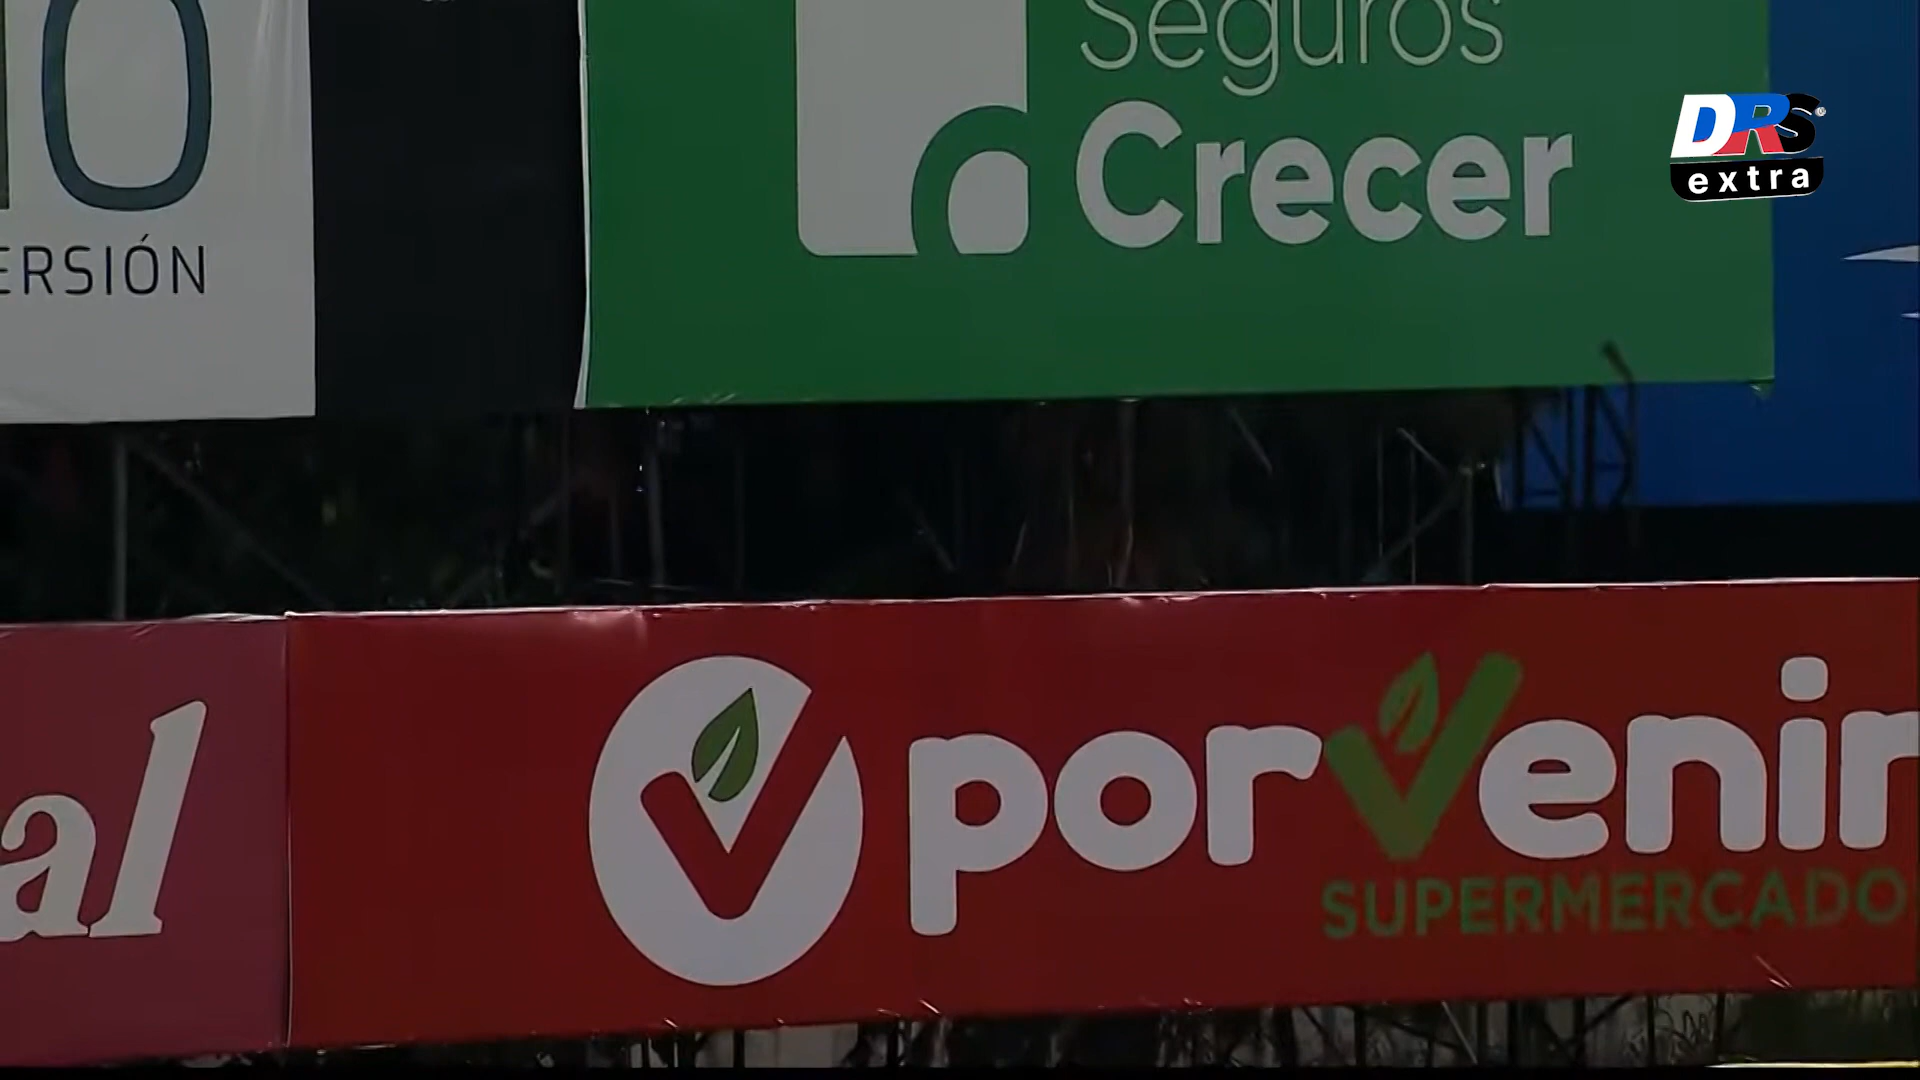 ERSIÓN
Seguros
Crecer
DRS®
extra
al
porvenir
SUPERMERCADO